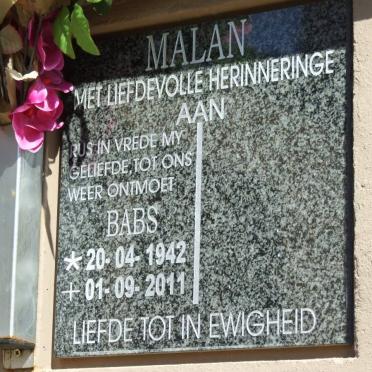 MALAN
MET LIEFDEVOLLE HERINNERINGE
AAN
RUS IN VREDE MY
GELIEFDE TOT ONS
WEER ONTMOET
BABS
* 20-04-1942
+ 01-09-2011
LIEFDE TOT IN EWIGHEID